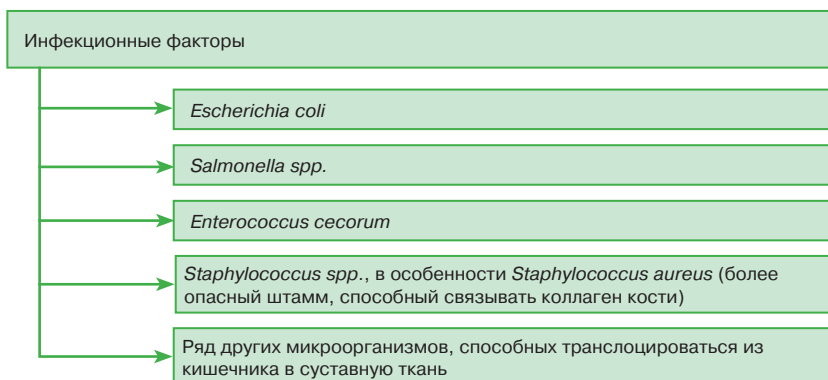 Инфекционные факторы
Escherichia coli
Salmonella spp.
Enterococcus cecorum
Staphylococcus spp., в особенности Staphylococcus aureus (более
опасный штамм, способный связывать коллаген кости)
Ряд других микроорганизмов, способных транслоцироваться из
кишечника в суставную ткань